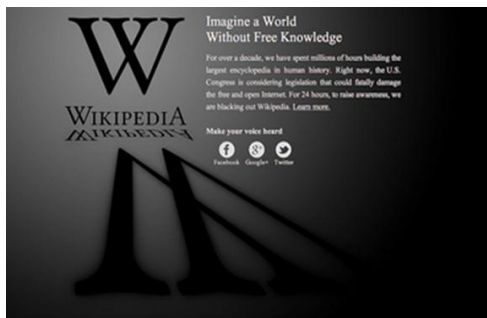 W
WIKIPEDIA
Imagine a World
Without Free Knowledge
For over a decade, we have spent millions of hours building the
largest encyclopedia in human history. Right now, the U.S.
Congress is considering legislation that could fatally damage
the free and open Internet. For 24 hours, to raise awareness, we
are blacking out Wikipedia. Learn more.
Make your voice heard
Facebook Google+ Twitter